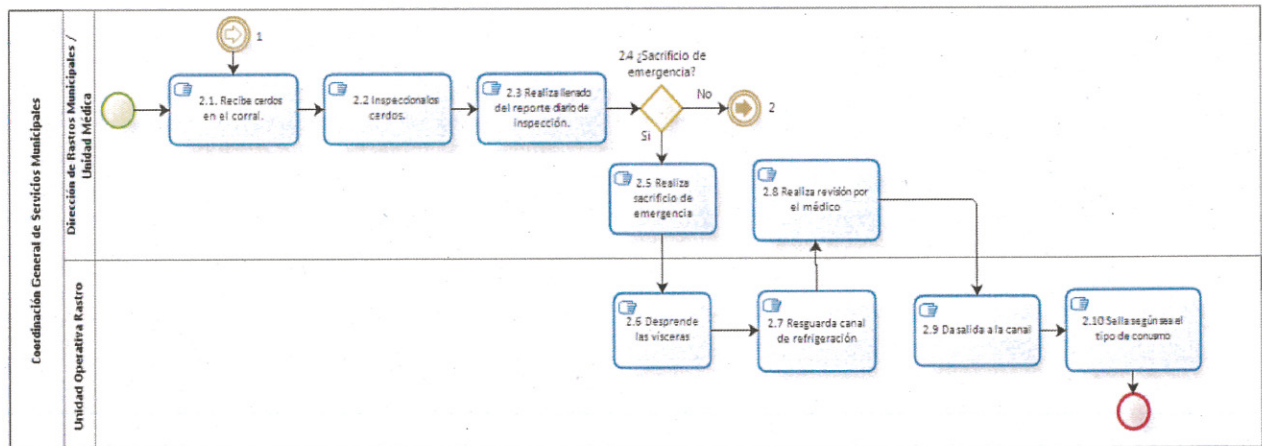 Coordinación General de Servicios Municipales
Dirección de Rastros Municipales /
Unidad Médica
Unidad Operativa Rastro
1
2.1. Recibe cerdos
en el corral.
2.2 Inspecciona los
cerdos.
2.3 Realiza llenado
del reporte diario de
inspección.
2.4 ¿Sacrificio de
emergencia?
No
2
Si
2.5 Realiza
sacrificio de
emergencia
2.8 Realiza revisión por
el médico
2.6 Desprende
las vísceras
2.7 Resguarda canal
de refrigeración
2.9 Da salida a la canal
2.10 Sella según sea el
tipo de conusmo